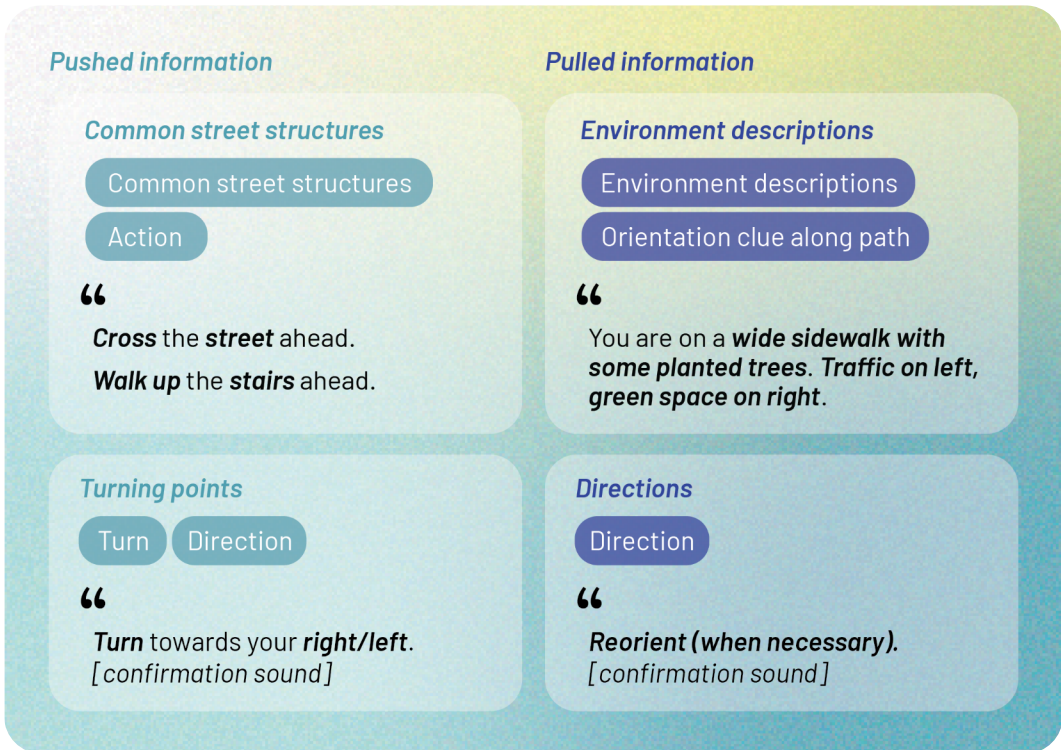 Pushed information
Common street structures
Common street structures
Action
“
Cross the street ahead.
Walk up the stairs ahead.
Turning points
Turn
Direction
“
Turn towards your right/left.
[confirmation sound]
Pulled information
Environment descriptions
Environment descriptions
Orientation clue along path
“
You are on a wide sidewalk with
some planted trees. Traffic on left,
green space on right.
Directions
Direction
“
Reorient (when necessary).
[confirmation sound]